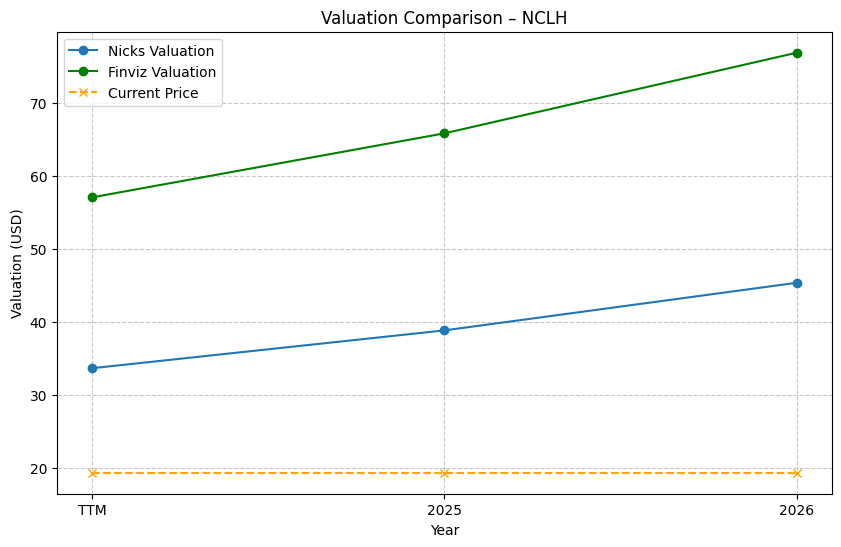 Valuation Comparison – NCLH
Nicks Valuation
Finviz Valuation
Current Price
Valuation (USD)
70
60
50
40
30
20
TTM
2025
2026
Year